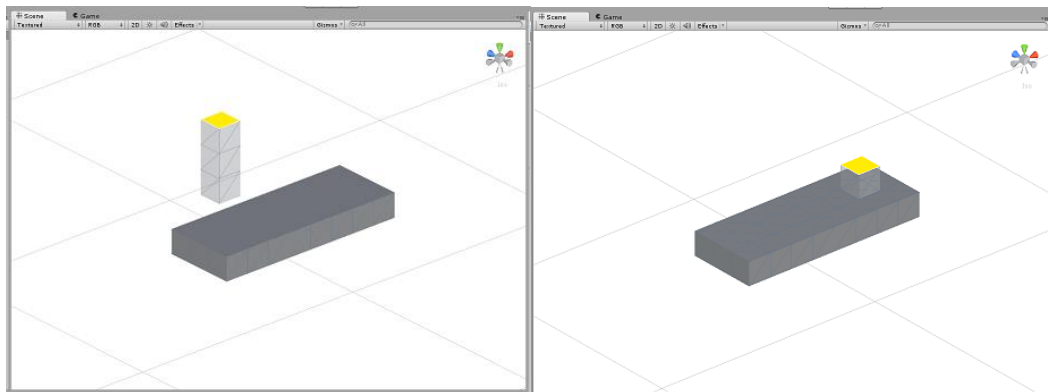 Scene Game
Textured RGB 2D Effects Gizmos All
Iso
Scene Game
Textured RGB 2D Effects Gizmos All
Iso